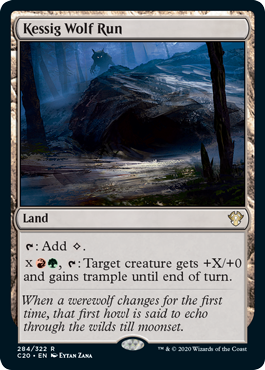 Kessig Wolf Run
Land
: Add .
X , : Target creature gets +X/+0
and gains trample until end of turn.
When a werewolf changes for the first
time, that first howl is said to echo
through the wilds till moonset.
284/322 R
C20 • EN Eytan Zana
™ & © 2020 Wizards of the Coast